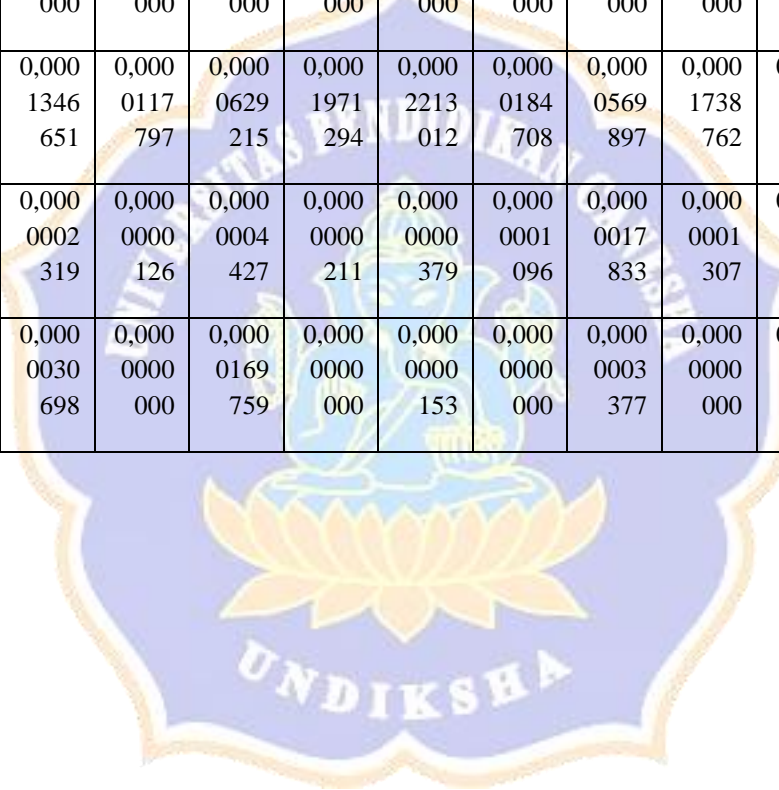 000 000 000 000 000 000 000 000
0,000 0,000 0,000 0,000 0,000 0,000 0,000 0,000
1346 0117 0629 1971 2213 0184 0569 1738
651 797 215 294 012 708 897 762
0,000 0,000 0,000 0,000 0,000 0,000 0,000 0,000
0002 0000 0004 0000 0000 0001 0017 0001
319 126 427 211 379 096 833 307
0,000 0,000 0,000 0,000 0,000 0,000 0,000 0,000
0030 0000 0169 0000 0000 0000 0003 0000
698 000 759 000 153 000 377 000
UNIVERSITAS PENDIDIKAN GANESHA
UNDIKSHA